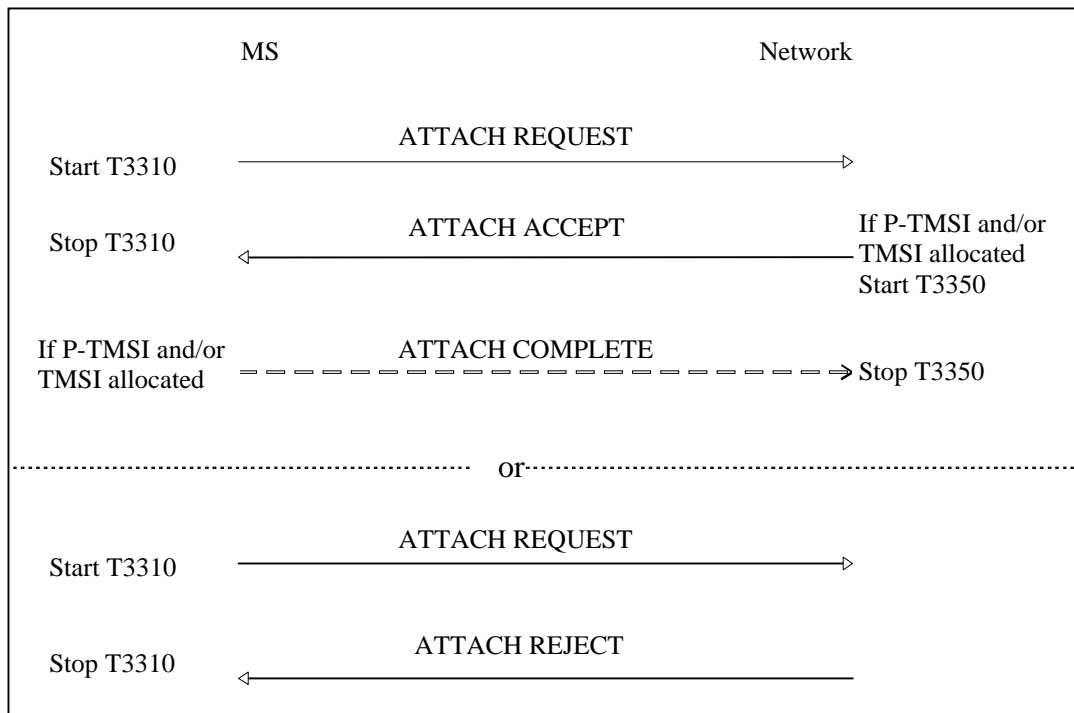 MS
Network
ATTACH REQUEST
Start T3310
ATTACH ACCEPT
Stop T3310
If P-TMSI and/or
TMSI allocated
Start T3350
If P-TMSI and/or
TMSI allocated
ATTACH COMPLETE
Stop T3350
or
ATTACH REQUEST
Start T3310
ATTACH REJECT
Stop T3310